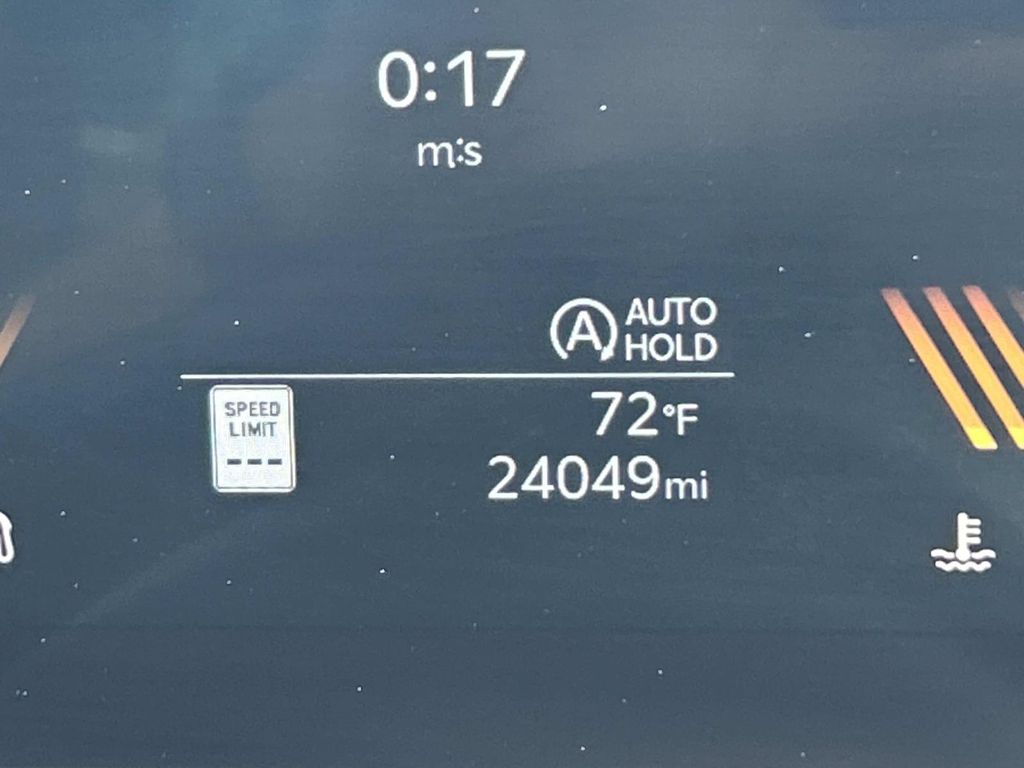 0:17
m:s
A AUTO
HOLD
SPEED
LIMIT
---
72°F
24049mi